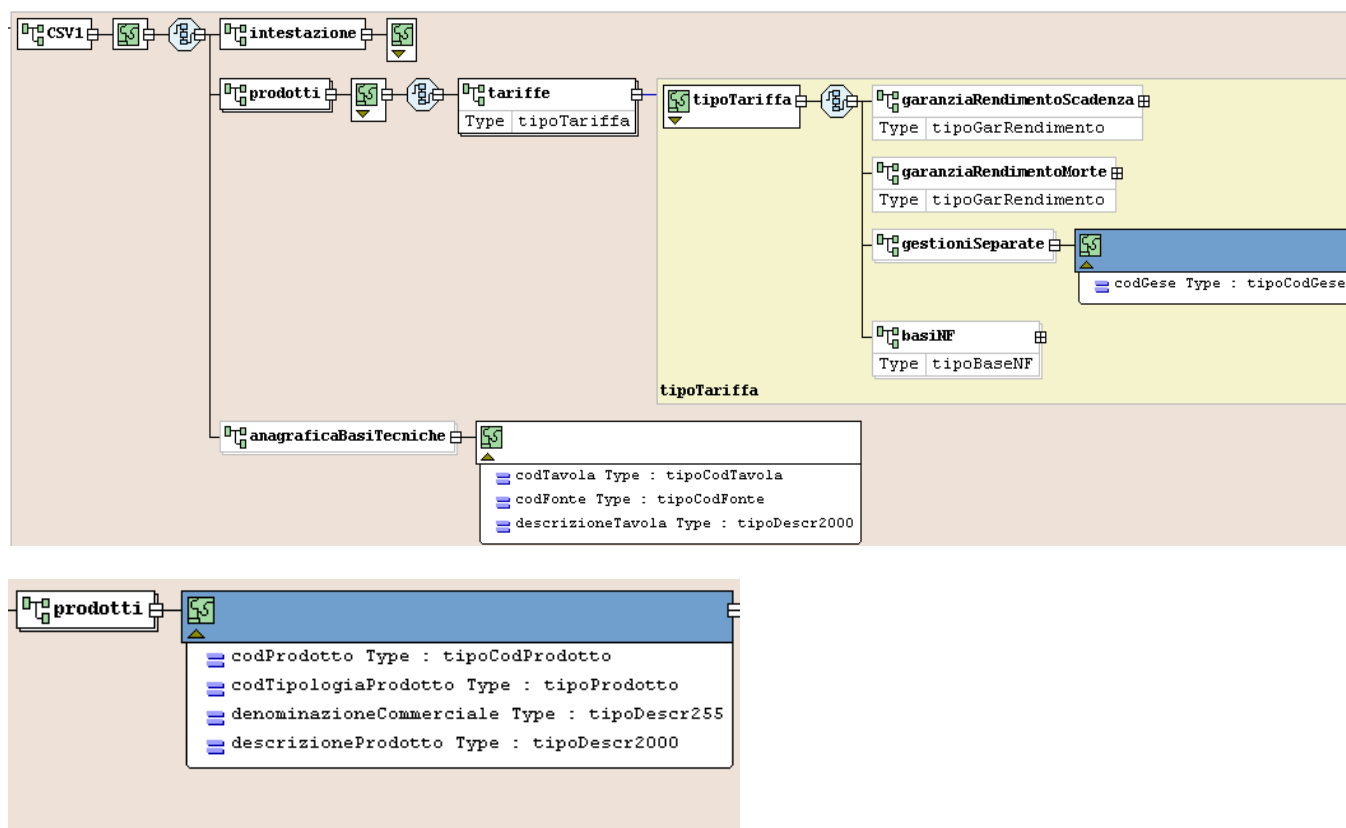 CSV1
intestazione
prodotti
tariffe
Type tipoTariffa
tipoTariffa
garanziaRendimentoScadenza
Type tipoGarRendimento
garanziaRendimentoMorte
Type tipoGarRendimento
gestioniSeparate
codGese Type : tipoCodGese
basiNF
Type tipoBaseNF
tipoTariffa
anagraficaBasiTecniche
codTavola Type : tipoCodTavola
codFonte Type : tipoCodFonte
descrizioneTavola Type : tipoDescr2000
prodotti
codProdotto Type : tipoCodProdotto
codTipologiaProdotto Type : tipoProdotto
denominazioneCommerciale Type : tipoDescr255
descrizioneProdotto Type : tipoDescr2000